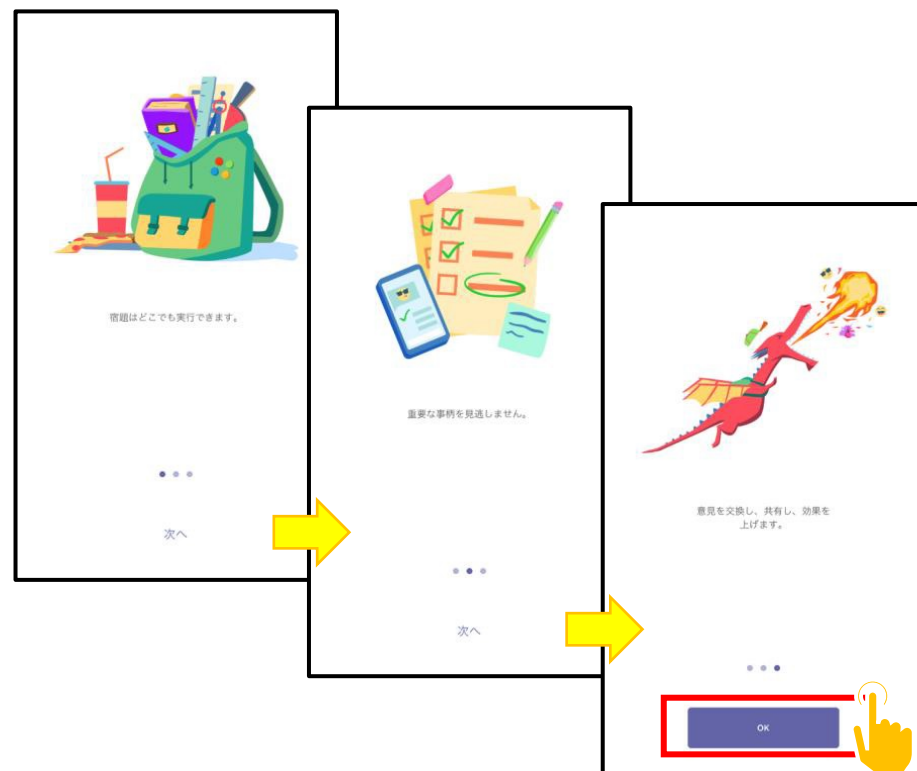 宿題はどこでも実行できます。
次へ
重要な事柄を見逃しません。
次へ
意見を交換し、共有し、効果を
上げます。
OK